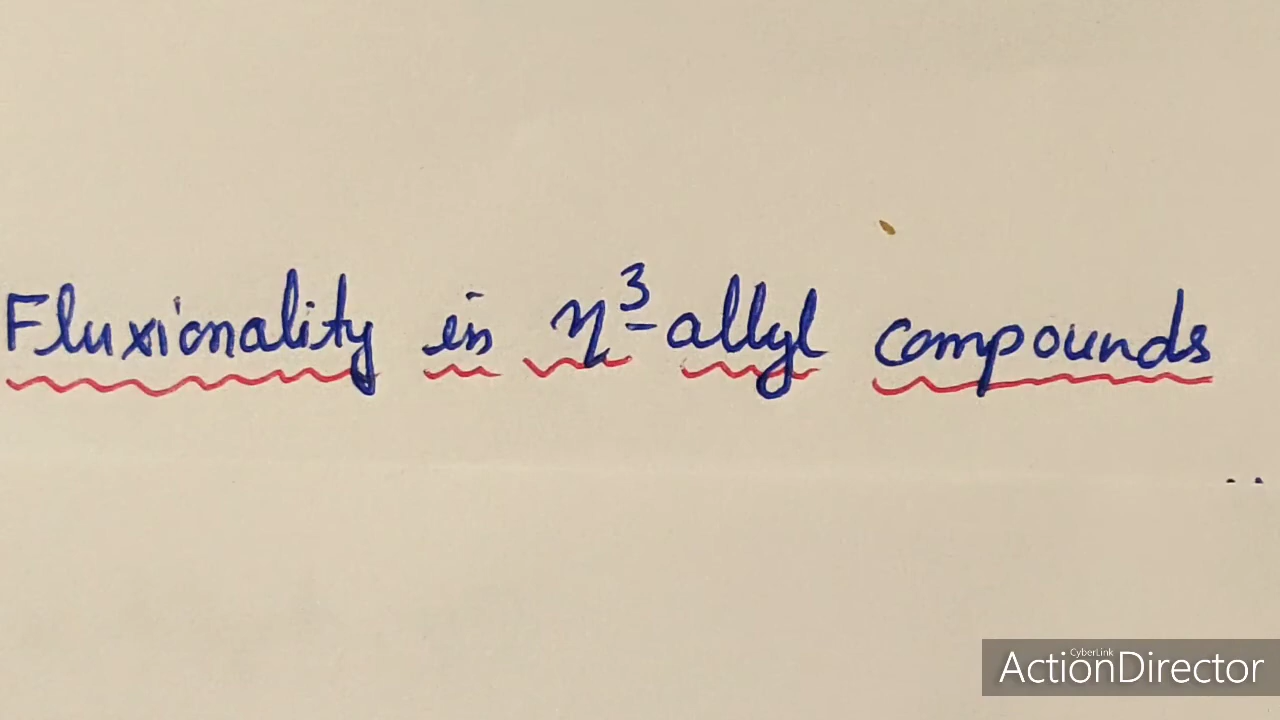 Fluxionality in η³-allyl compounds
CyberLink
ActionDirector